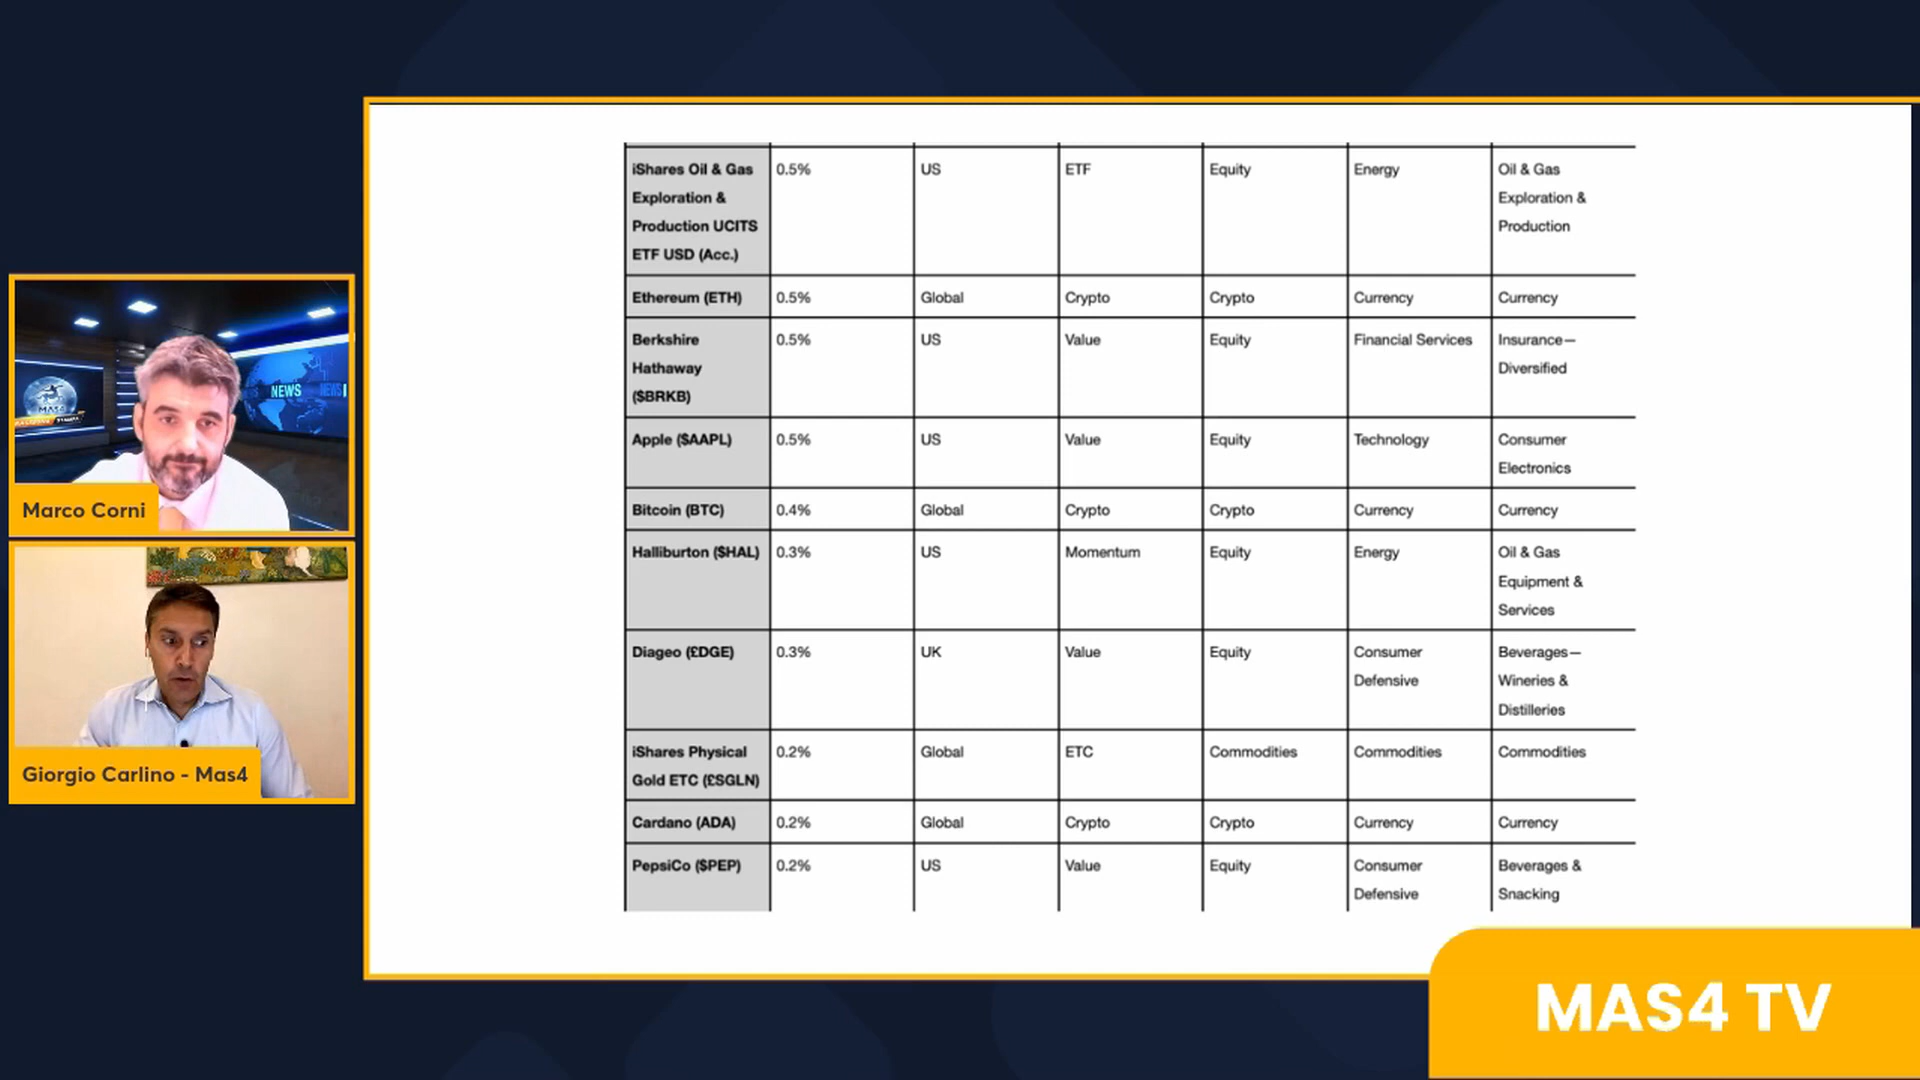 iShares Oil & Gas 0.5% US ETF Equity Energy Oil & Gas
Exploration & Exploration &
Production UCITS Production
ETF USD (Acc.)
Ethereum (ETH) 0.5% Global Crypto Crypto Currency Currency
Berkshire 0.5% US Value Equity Financial Services Insurance—
Hathaway Diversified
($BRKB)
Apple ($AAPL) 0.5% US Value Equity Technology Consumer
Electronics
Bitcoin (BTC) 0.4% Global Crypto Crypto Currency Currency
Halliburton ($HAL) 0.3% US Momentum Equity Energy Oil & Gas
Equipment &
Services
Diageo (£DGE) 0.3% UK Value Equity Consumer Beverages—
Defensive Wineries &
Distilleries
iShares Physical 0.2% Global ETC Commodities Commodities Commodities
Gold ETC (£SGLN)
Cardano (ADA) 0.2% Global Crypto Crypto Currency Currency
PepsiCo ($PEP) 0.2% US Value Equity Consumer Beverages &
Defensive Snacking
NEWS
NEWS
MAS4
Marco Corni
Giorgio Carlino - Mas4
MAS4 TV